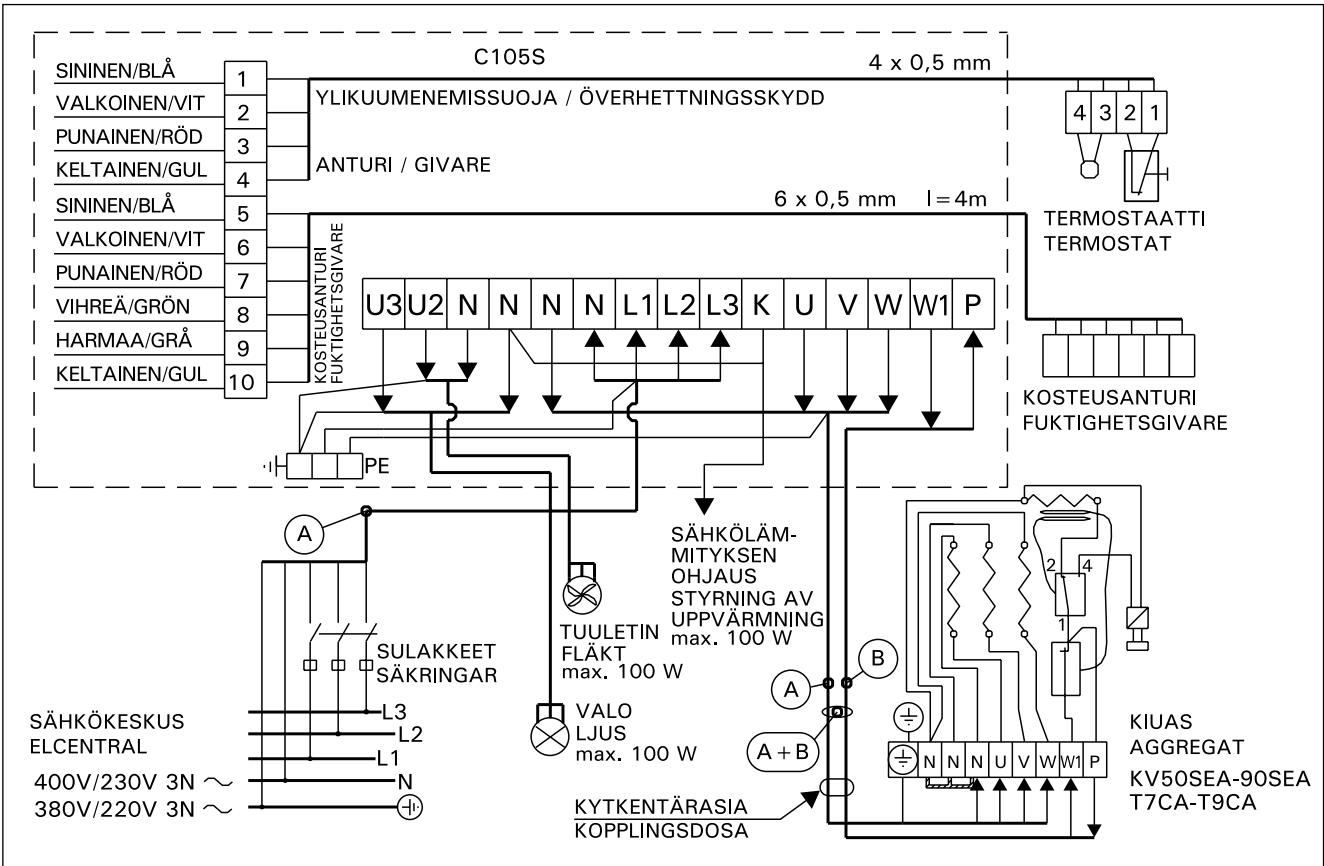 C105S
4 x 0,5 mm
SININEN/BLÅ 1
VALKOINEN/VIT 2
PUNAINEN/RÖD 3
KELTAINEN/GUL 4
SININEN/BLÅ 5
VALKOINEN/VIT 6
PUNAINEN/RÖD 7
VIHREÄ/GRÖN 8
HARMAA/GRÅ 9
KELTAINEN/GUL 10
YLIKUUMENEMISSUOJA / ÖVERHETTNINGSSKYDD
ANTURI / GIVARE
4 3 2 1
TERMOSTAATTI
TERMOSTAT
6 x 0,5 mm l=4m
KOSTEUSANTURI
FUKTIGHETSGIVARE
U3 U2 N N N N L1 L2 L3 K U V W W1 P
KOSTEUSANTURI
FUKTIGHETSGIVARE
PE
A
SULAKKEET
SÄKRINGAR
TUULETIN
FLÄKT
max. 100 W
VALO
LJUS
max. 100 W
SÄHKÖLÄM-
MITYKSEN
OHJAUS
STYRNING AV
UPPVÄRMNING
max. 100 W
SÄHKÖKESKUS
ELCENTRAL
L3
L2
L1
400V/230V 3N ~ N
380V/220V 3N ~
A
B
A+B
KYTKENTÄRASIA
KOPPLINGSDOSA
2 4
1
N N N U V W W1 P
KIUAS
AGGREGAT
KV50SEA-90SEA
T7CA-T9CA